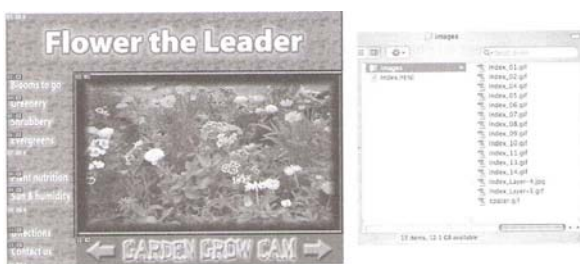 Flower the Leader
Blooms to go
Greenery
Shrubbery
Evergreens
Plant nutrition
Sun & humidity
Directions
Contact us
GARDEN GROW CAM
images
images
index.html
index_01.gif
index_02.gif
index_04.gif
index_05.gif
index_06.gif
index_07.gif
index_08.gif
index_09.gif
index_10.gif
index_11.gif
index_13.gif
index_14.gif
index_Layer-4.jpg
index_Layer-5.gif
spacer.gif